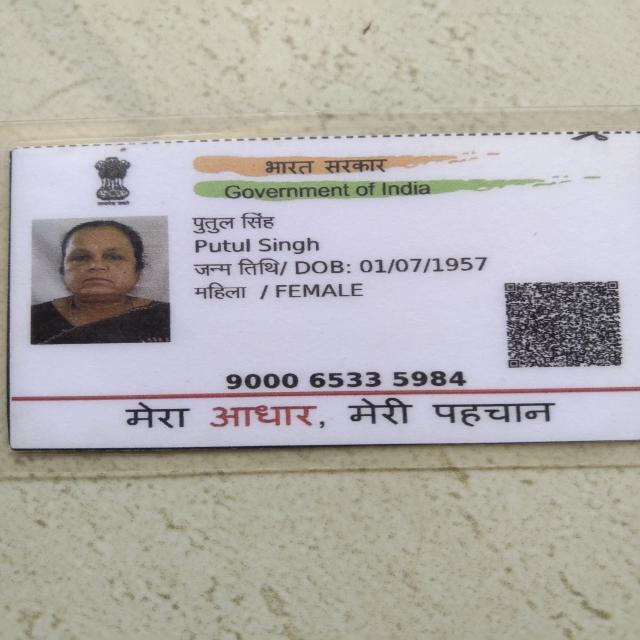 भारत सरकार
Government of India
पुतुल सिंह
Putul Singh
जन्म तिथि/ DOB: 01/07/1957
महिला / FEMALE
9000 6533 5984
मेरा आधार, मेरी पहचान